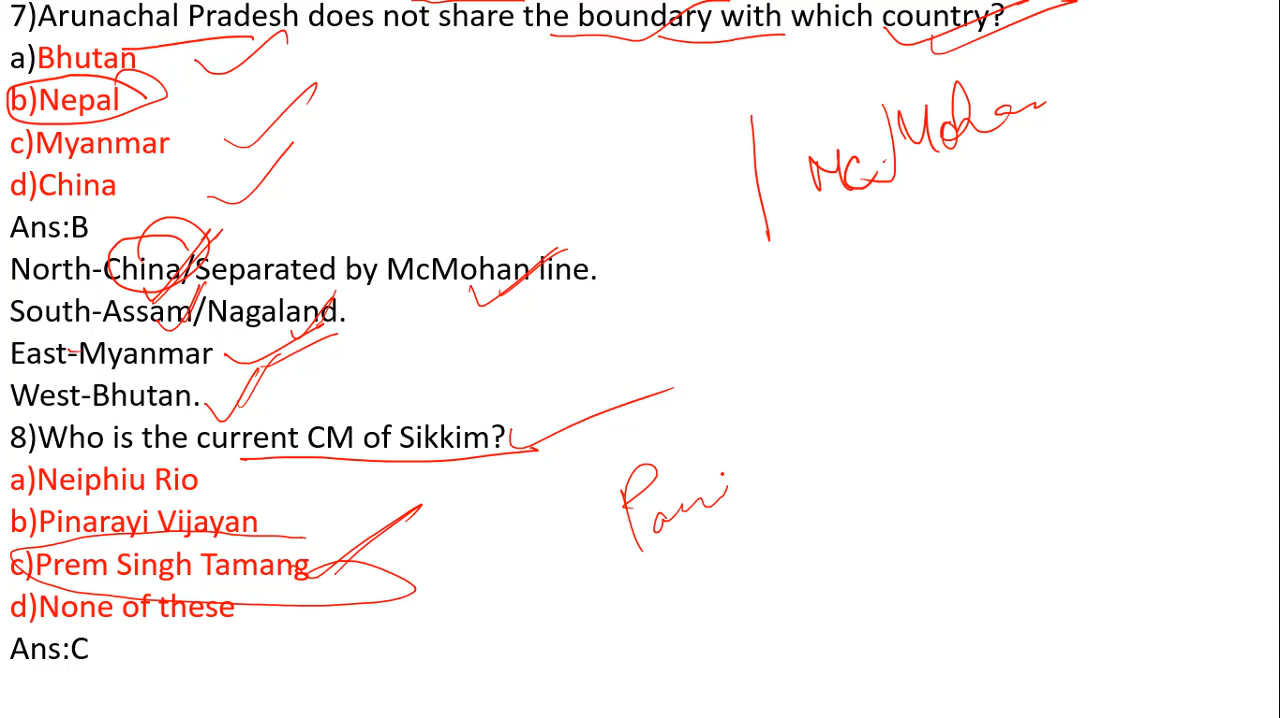 7)Arunachal Pradesh does not share the boundary with which country?
a)Bhutan
b)Nepal
c)Myanmar
d)China
Mc Mohan
Ans:B
North-China/Separated by McMohan line.
South-Assam/Nagaland.
East-Myanmar
West-Bhutan.
8)Who is the current CM of Sikkim?
a)Neiphiu Rio
b)Pinarayi Vijayan
c)Prem Singh Tamang
d)None of these
Ans:C